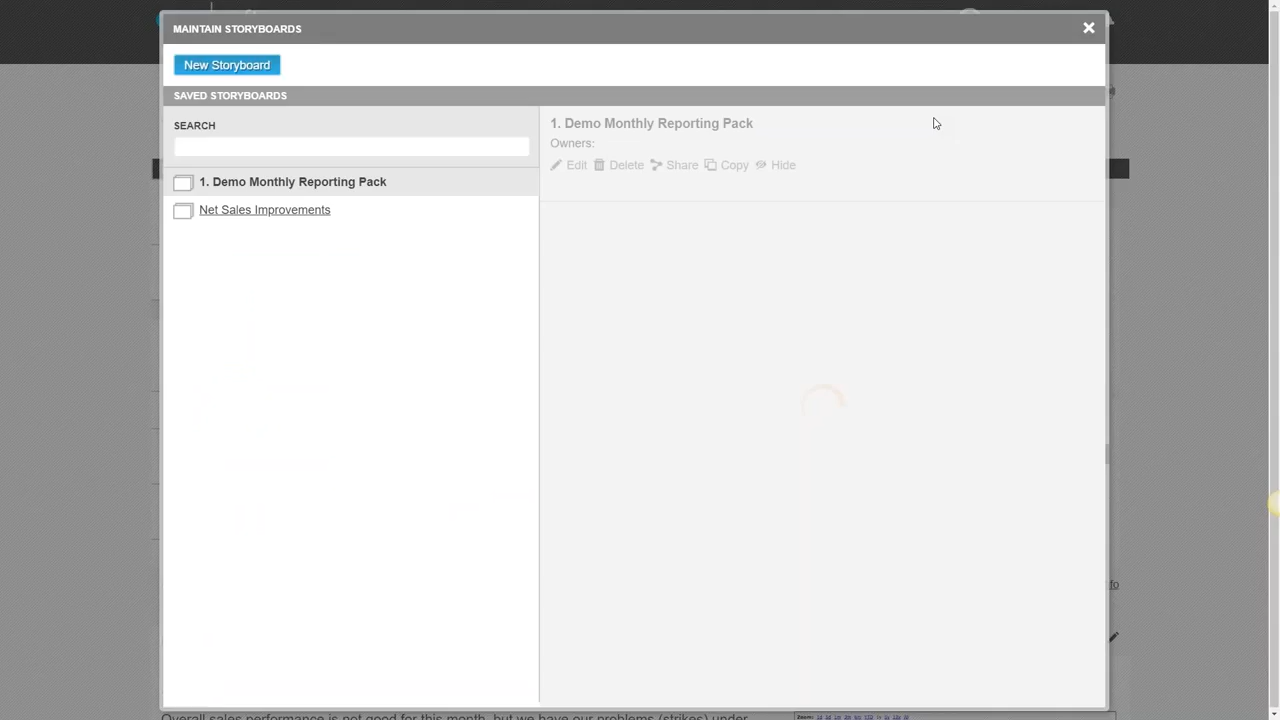 MAINTAIN STORYBOARDS
New Storyboard
SAVED STORYBOARDS
SEARCH
1. Demo Monthly Reporting Pack
Net Sales Improvements
1. Demo Monthly Reporting Pack
Owners:
Edit Delete Share Copy Hide
fo
Overall sales performance is not good for this month, but we have our problems (strikes) under
Zoom: